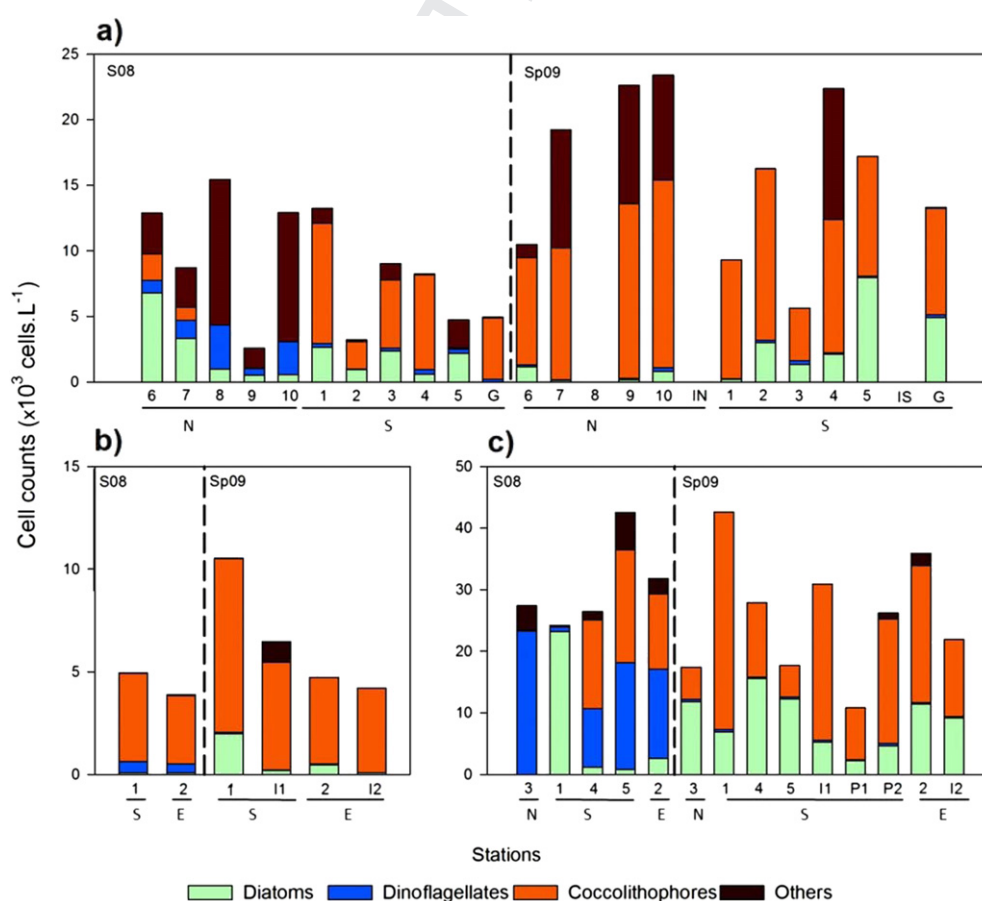 a)
25
20
15
10
5
0
S08
Sp09
6 7 8 9 10 1 2 3 4 5 G 6 7 8 9 10 IN 1 2 3 4 5 IS G
N S N S
Cell counts (x10³ cells.L⁻¹)
b)
15
10
5
0
S08
Sp09
1 2 1 I1 2 I2
S E S E
c)
50
40
30
20
10
0
S08
Sp09
3 1 4 5 2 3 1 4 5 I1 P1 P2 2 I2
N S E N S E
Stations
Diatoms Dinoflagellates Coccolithophores Others